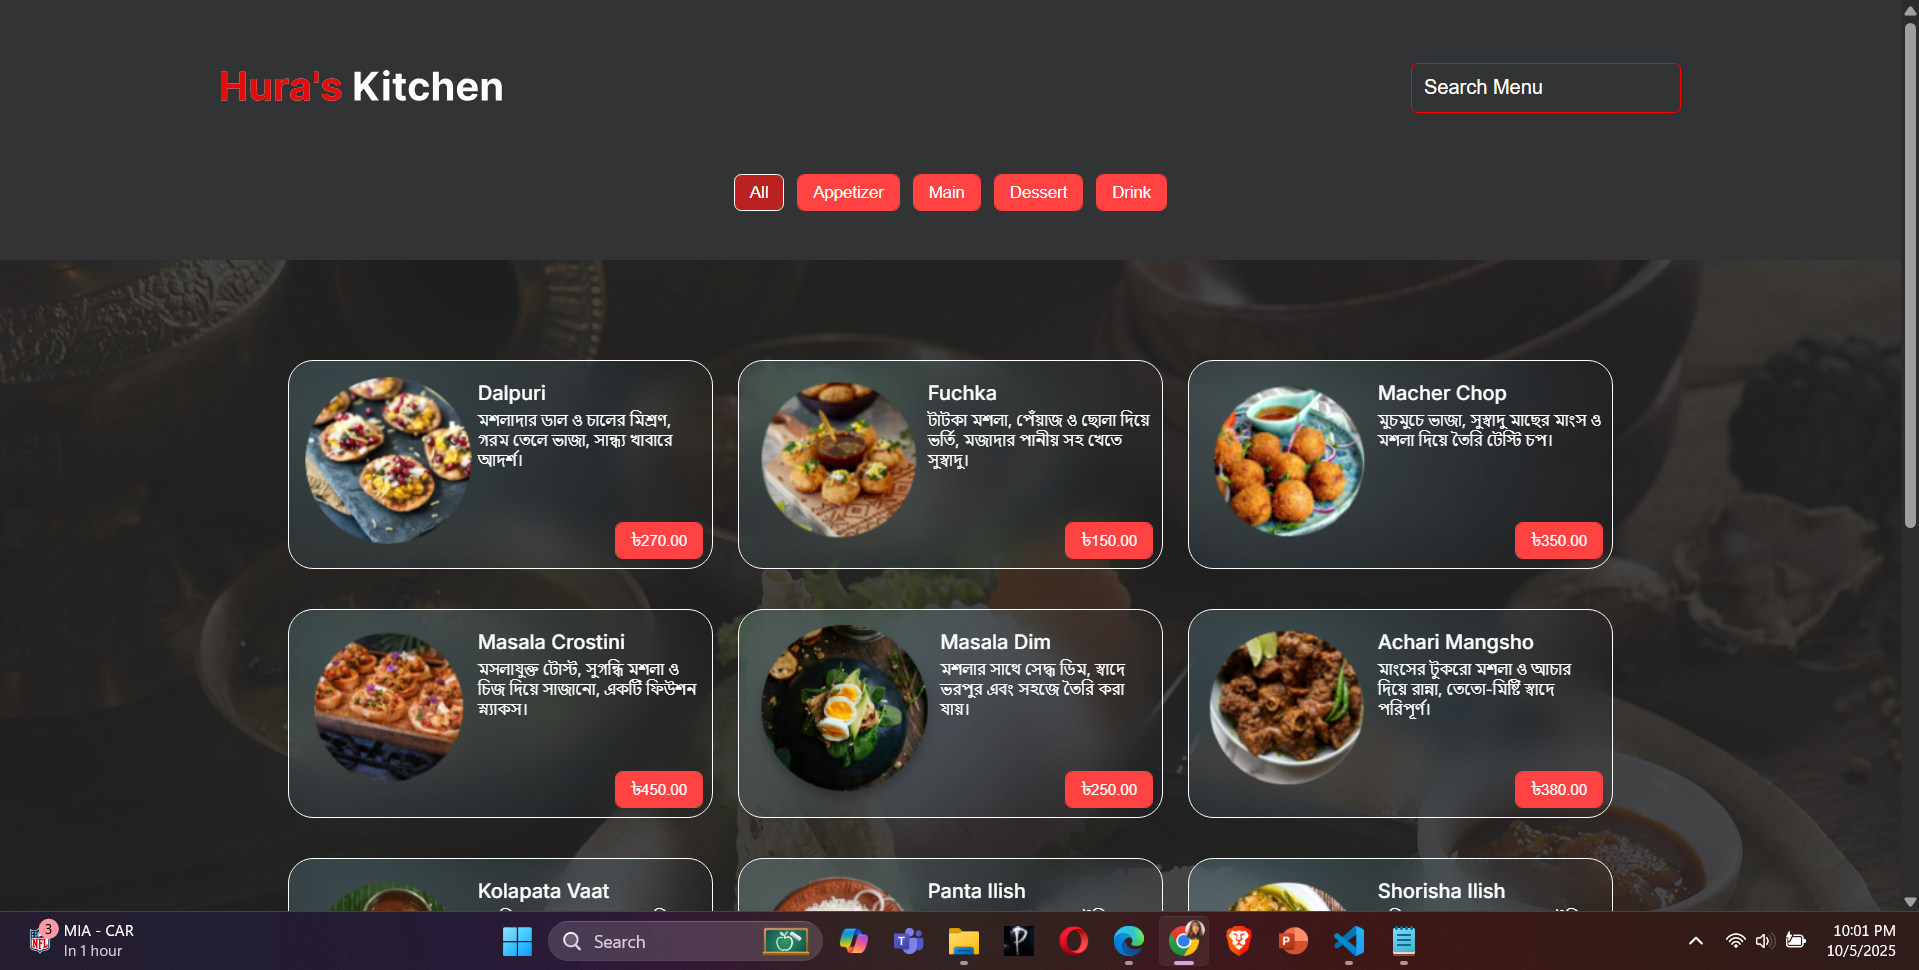 Hura's Kitchen
Search Menu
All
Appetizer
Main
Dessert
Drink
Dalpuri
মশলাদার ডাল ও চালের মিশ্রণ,
গরম তেলে ভাজা, সান্ধ্য খাবারে
আদর্শ।
৳270.00
Fuchka
টাটকা মশলা, পেঁয়াজ ও ছোলা দিয়ে
ভর্তি, মজাদার পানীয় সহ খেতে
সুস্বাদু।
৳150.00
Macher Chop
মুচমুচে ভাজা, সুস্বাদু মাছের মাংস ও
মশলা দিয়ে তৈরি টেস্টি চপ।
৳350.00
Masala Crostini
মসলাযুক্ত টোস্ট, সুগন্ধি মশলা ও
চিজ দিয়ে সাজানো, একটি ফিউশন
স্ন্যাকস।
৳450.00
Masala Dim
মশলার সাথে সেদ্ধ ডিম, স্বাদে
ভরপুর এবং সহজে তৈরি করা
যায়।
৳250.00
Achari Mangsho
মাংসের টুকরো মশলা ও আচার
দিয়ে রান্না, তেতো-মিষ্টি স্বাদে
পরিপূর্ণ।
৳380.00
Kolapata Vaat
Panta Ilish
Shorisha Ilish
3
NFL
MIA - CAR
In 1 hour
Search
10:01 PM
10/5/2025